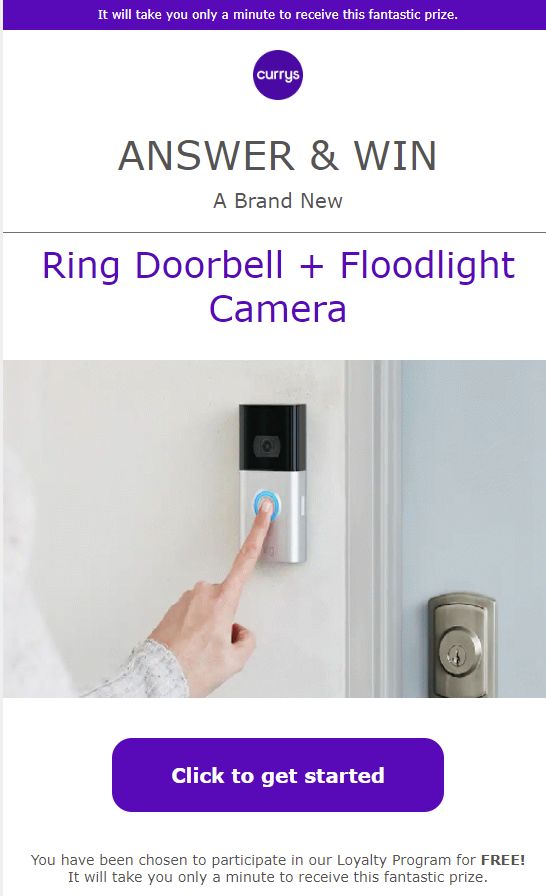 It will take you only a minute to receive this fantastic prize.
currys
ANSWER & WIN
A Brand New
Ring Doorbell + Floodlight
Camera
Click to get started
You have been chosen to participate in our Loyalty Program for FREE!
It will take you only a minute to receive this fantastic prize.